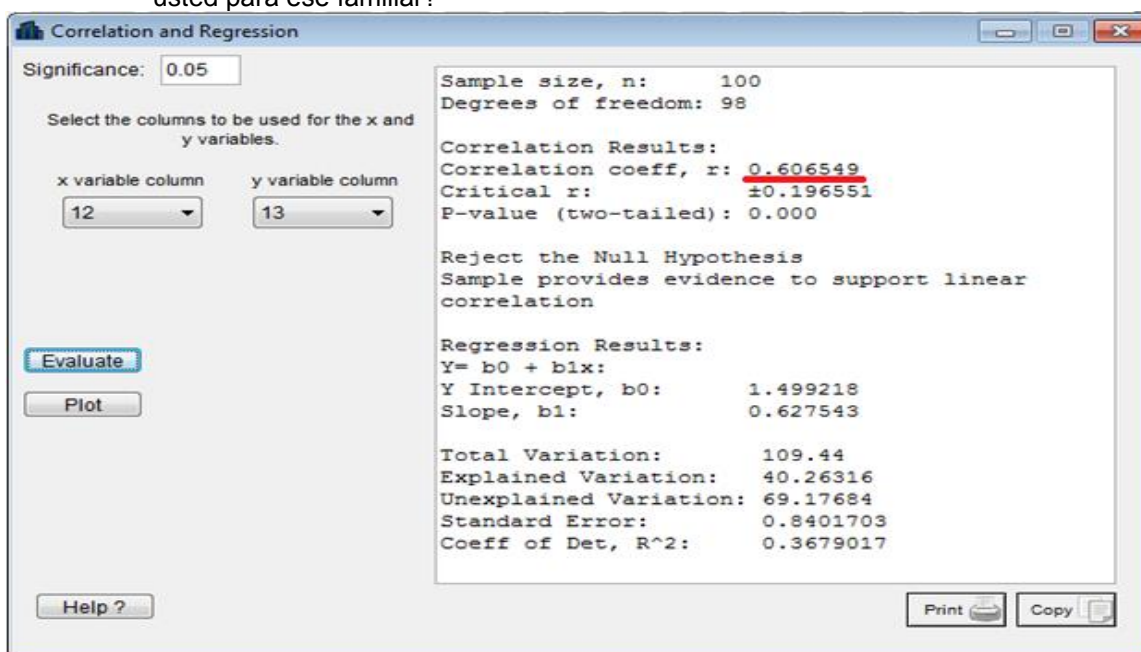 usted para ese familiar?
Correlation and Regression
Significance: 0.05
Select the columns to be used for the x and
y variables.
x variable column y variable column
12 13
Evaluate
Plot
Help ?
Sample size, n: 100
Degrees of freedom: 98
Correlation Results:
Correlation coeff, r: 0.606549
Critical r: ±0.196551
P-value (two-tailed): 0.000
Reject the Null Hypothesis
Sample provides evidence to support linear
correlation
Regression Results:
Y= b0 + b1x:
Y Intercept, b0: 1.499218
Slope, b1: 0.627543
Total Variation: 109.44
Explained Variation: 40.26316
Unexplained Variation: 69.17684
Standard Error: 0.8401703
Coeff of Det, R^2: 0.3679017
Print Copy